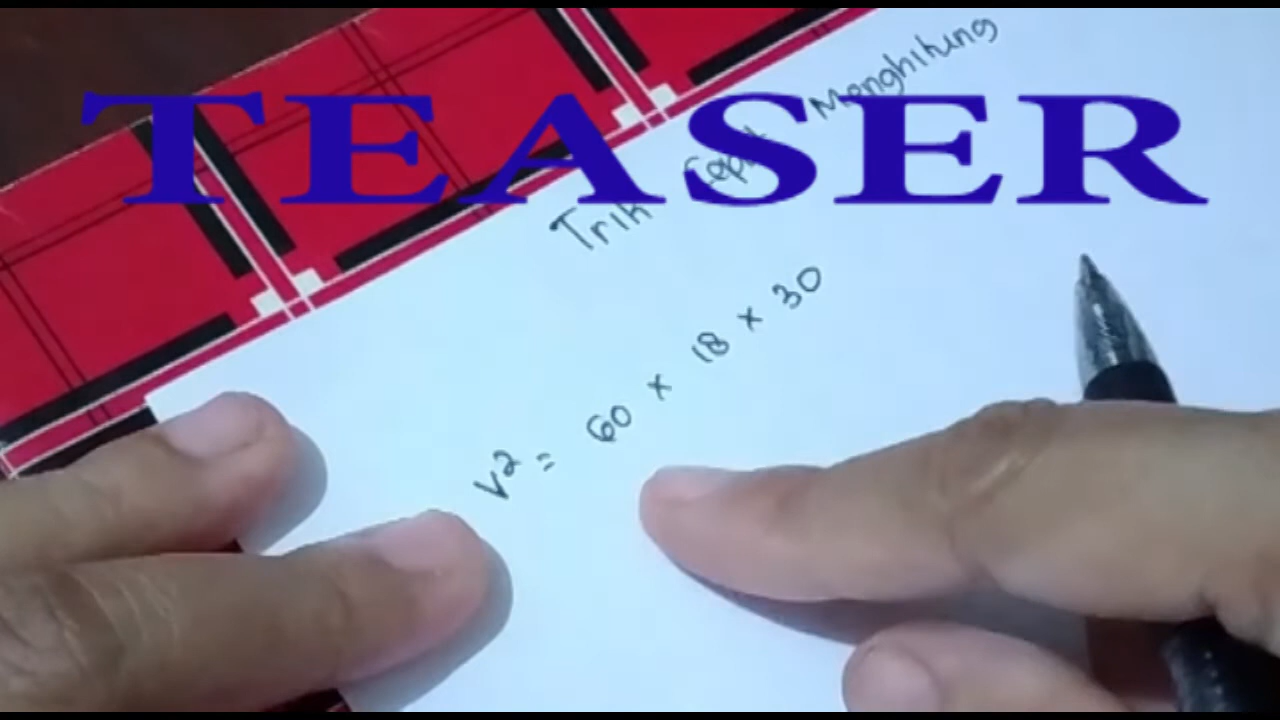 TEASER
Trik Cepat Menghitung
V2 = 60 x 18 x 30